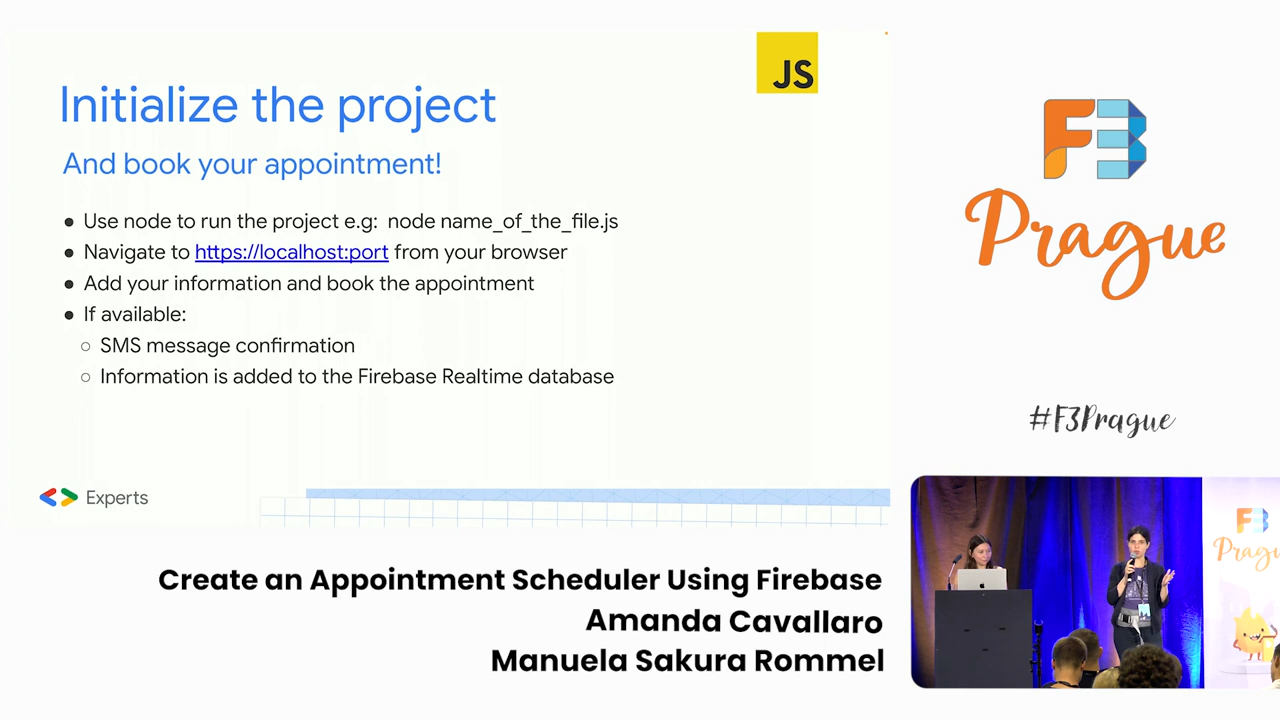 JS
Initialize the project
And book your appointment!
● Use node to run the project e.g: node name_of_the_file.js
● Navigate to https://localhost:port from your browser
● Add your information and book the appointment
● If available:
○ SMS message confirmation
○ Information is added to the Firebase Realtime database
Experts
Create an Appointment Scheduler Using Firebase
Amanda Cavallaro
Manuela Sakura Rommel
F3
Prague
#F3Prague
F3
Pragu